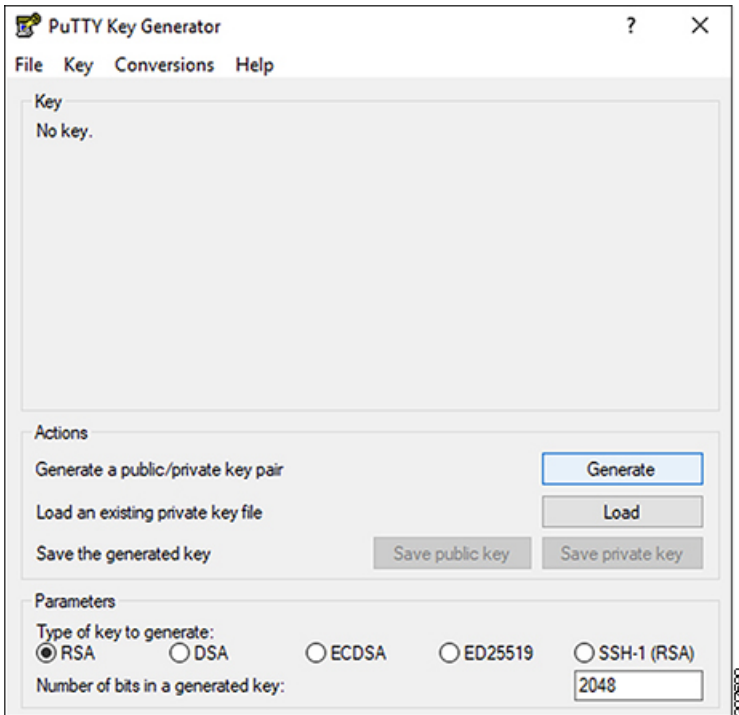 PuTTY Key Generator ? ×
File Key Conversions Help
Key
No key.
Actions
Generate a public/private key pair Generate
Load an existing private key file Load
Save the generated key Save public key Save private key
Parameters
Type of key to generate:
RSA DSA ECDSA ED25519 SSH-1 (RSA)
Number of bits in a generated key: 2048